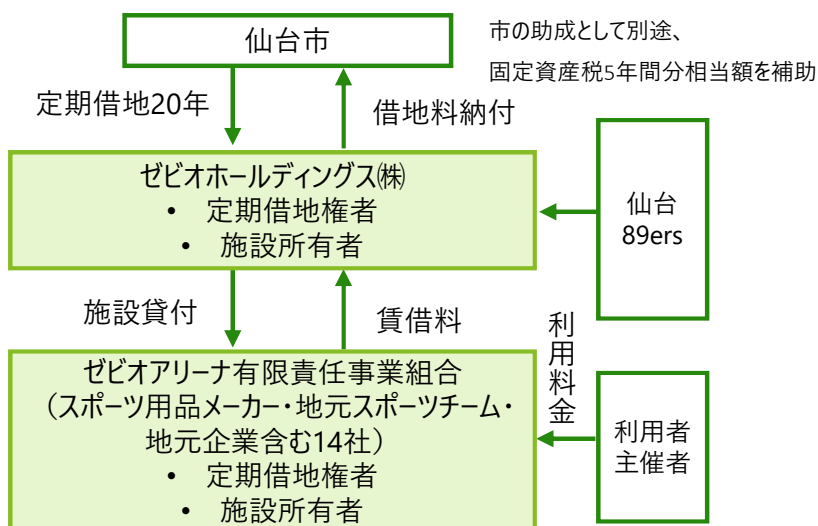 仙台市
市の助成として別途、
固定資産税5年間分相当額を補助
定期借地20年
借地料納付
ゼビオホールディングス㈱
• 定期借地権者
• 施設所有者
仙台
89ers
施設貸付
賃借料
利用料金
ゼビオアリーナ有限責任事業組合
(スポーツ用品メーカー・地元スポーツチーム・
地元企業含む14社)
• 定期借地権者
• 施設所有者
利用者
主催者